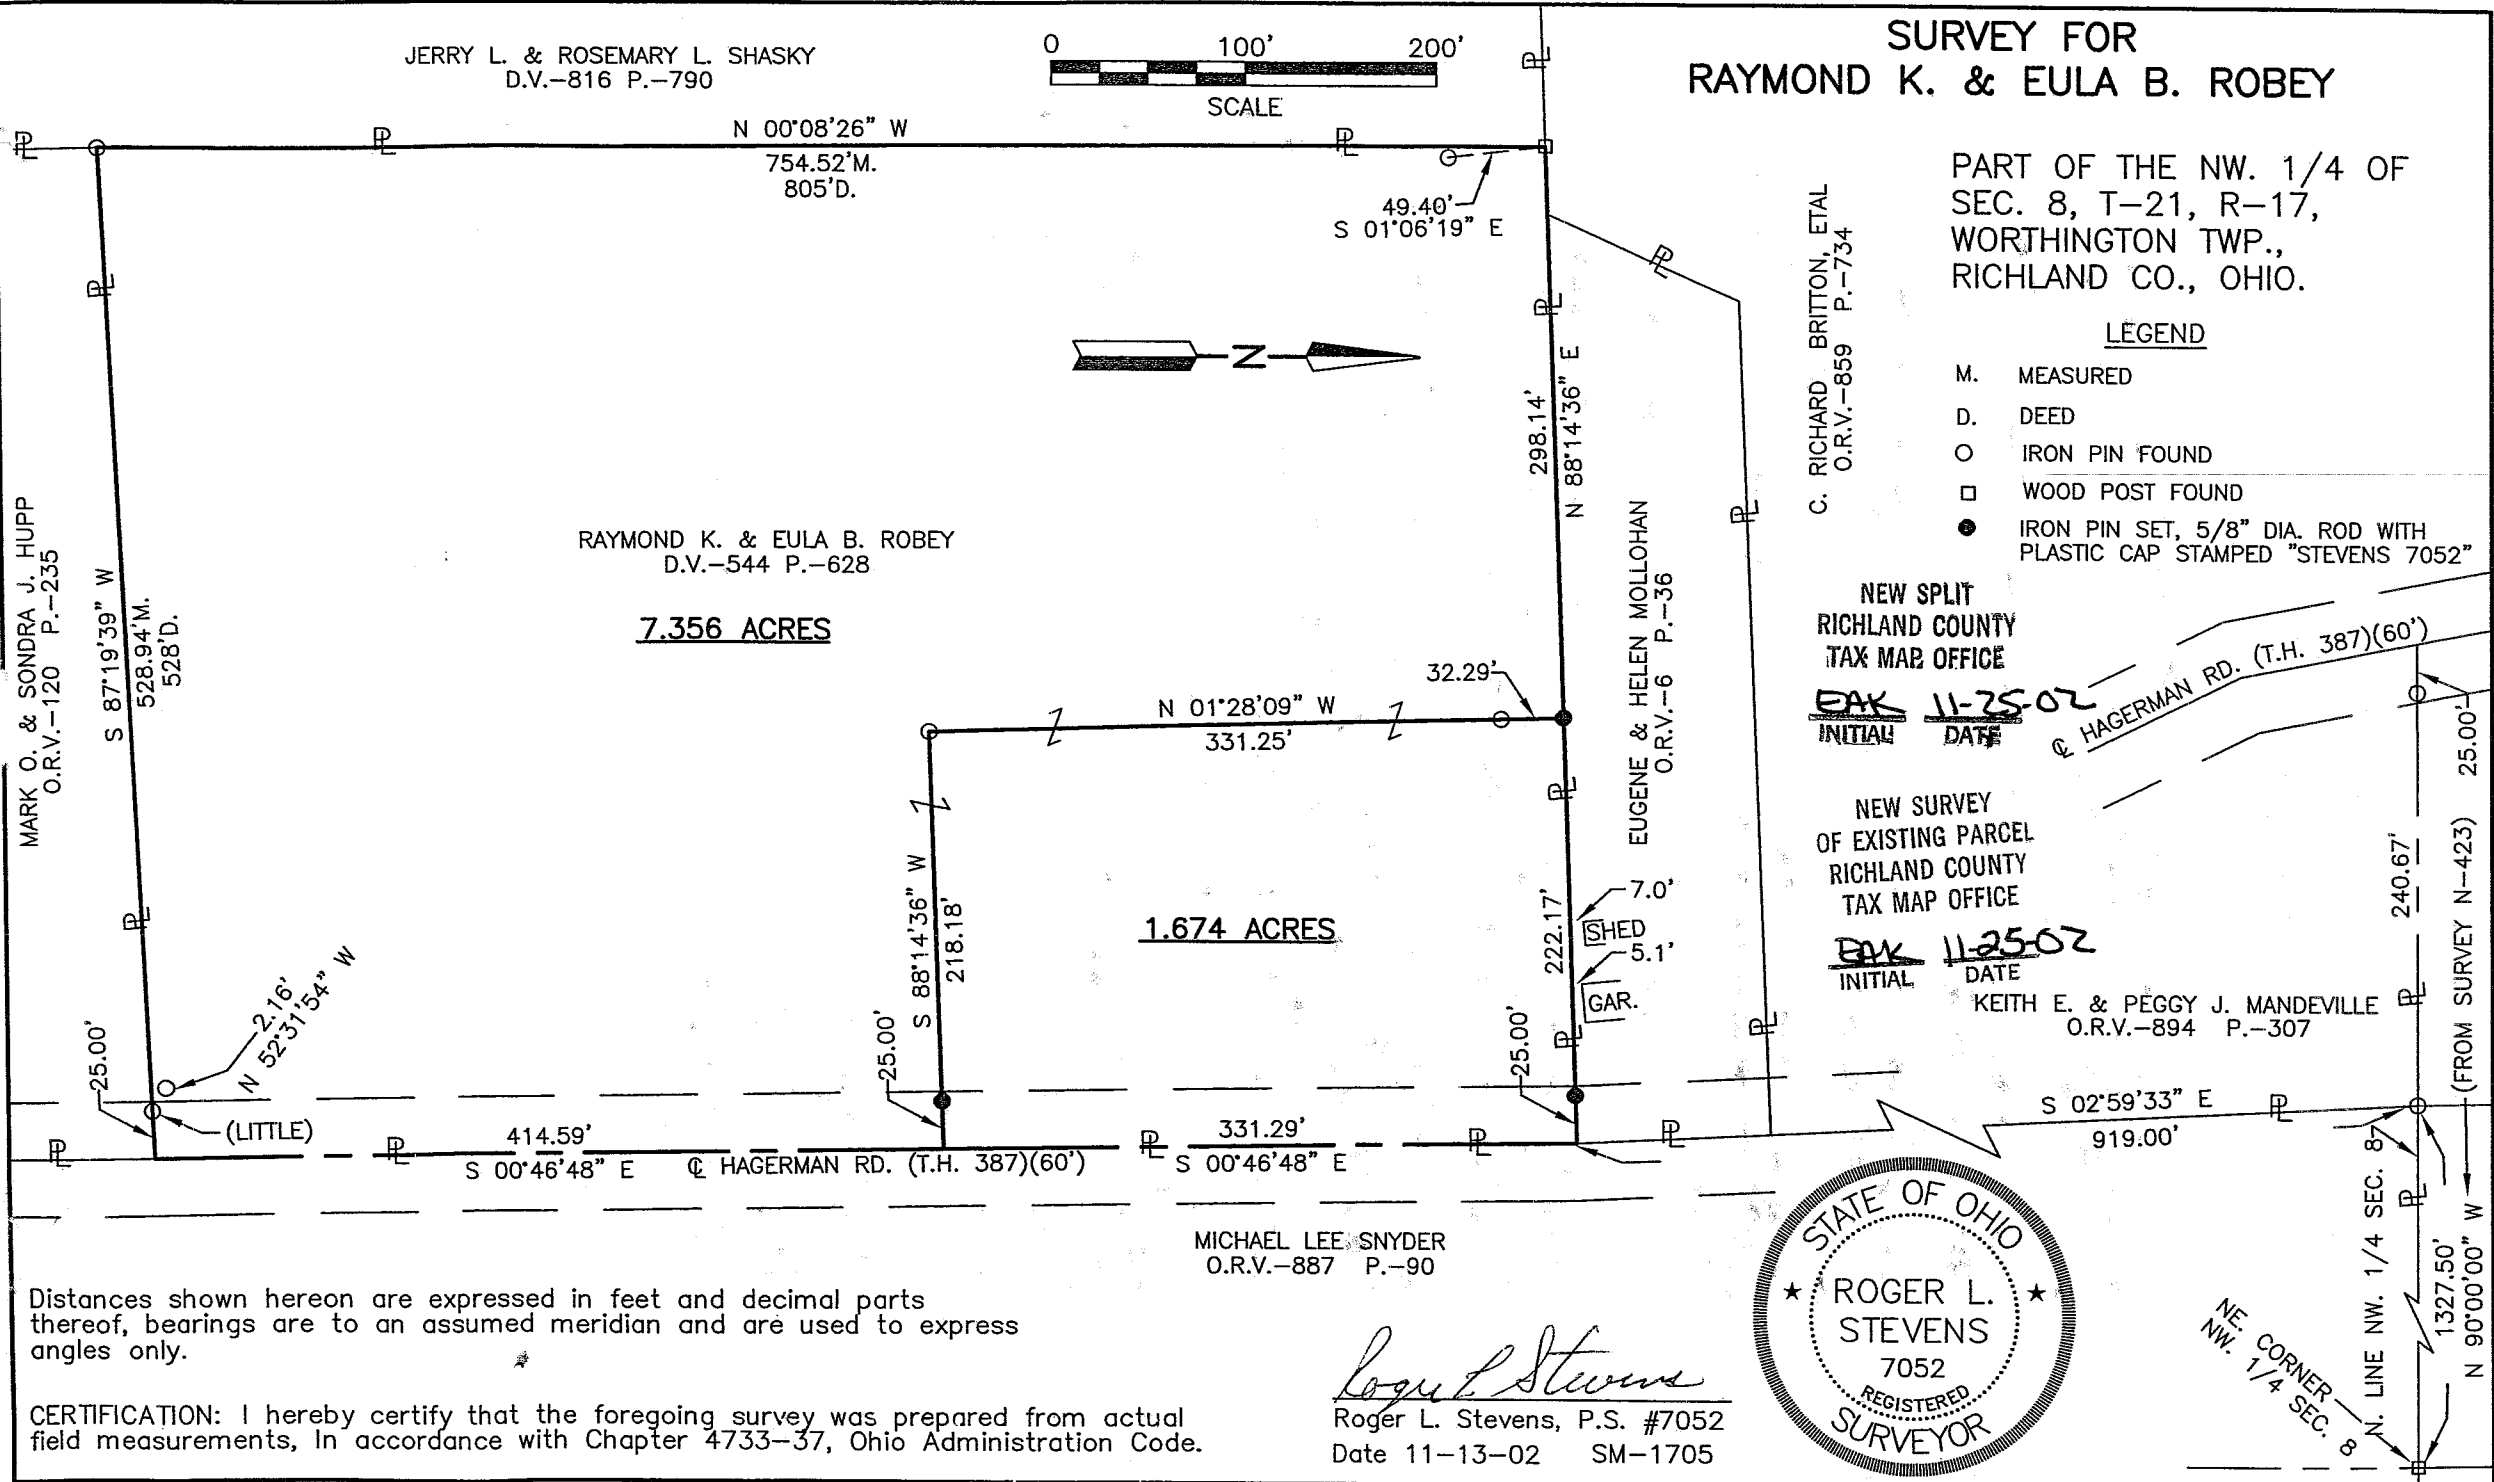 SURVEY FOR
RAYMOND K. & EULA B. ROBEY
PART OF THE NW. 1/4 OF
SEC. 8, T-21, R-17,
WORTHINGTON TWP.,
RICHLAND CO., OHIO.
LEGEND
M. MEASURED
D. DEED
IRON PIN FOUND
WOOD POST FOUND
IRON PIN SET, 5/8" DIA. ROD WITH
PLASTIC CAP STAMPED "STEVENS 7052"
JERRY L. & ROSEMARY L. SHASKY
D.V.-816 P.-790
0 100' 200'
SCALE
N 00°08'26" W
754.52'M.
805'D.
49.40'
S 01°06'19" E
N
C. RICHARD BRITTON, ETAL
O.R.V.-859 P.-734
298.14'
N 88°14'36" E
MARK O. & SONDRA J. HUPP
O.R.V.-120 P.-235
S 87°19'39" W
528.94'M.
528'D.
RAYMOND K. & EULA B. ROBEY
D.V.-544 P.-628
7.356 ACRES
32.29'
N 01°28'09" W
331.25'
EUGENE & HELEN MOLLOHAN
O.R.V.-6 P.-36
S 88°14'36" W
218.18'
1.674 ACRES
222.17'
7.0'
SHED
5.1'
GAR.
25.00'
2.16'
N 52°31'54" W
25.00'
25.00'
(LITTLE)
414.59'
S 00°46'48" E
℄ HAGERMAN RD. (T.H. 387)(60')
331.29'
S 00°46'48" E
NEW SPLIT
RICHLAND COUNTY
TAX MAP OFFICE
EAK 11-25-02
INITIAL DATE
℄ HAGERMAN RD. (T.H. 387)(60')
NEW SURVEY
OF EXISTING PARCEL
RICHLAND COUNTY
TAX MAP OFFICE
EAK 11-25-02
INITIAL DATE
KEITH E. & PEGGY J. MANDEVILLE
O.R.V.-894 P.-307
25.00'
240.67'
(FROM SURVEY N-423)
S 02°59'33" E
919.00'
N. LINE NW. 1/4 SEC. 8
1327.50'
N 90°00'00" W
NE. CORNER
NW. 1/4 SEC. 8
MICHAEL LEE SNYDER
O.R.V.-887 P.-90
Distances shown hereon are expressed in feet and decimal parts
thereof, bearings are to an assumed meridian and are used to express
angles only.
CERTIFICATION: I hereby certify that the foregoing survey was prepared from actual
field measurements, In accordance with Chapter 4733-37, Ohio Administration Code.
Roger L Stevens
Roger L. Stevens, P.S. #7052
Date 11-13-02 SM-1705
STATE OF OHIO
★ ROGER L. ★
STEVENS
7052
REGISTERED
SURVEYOR